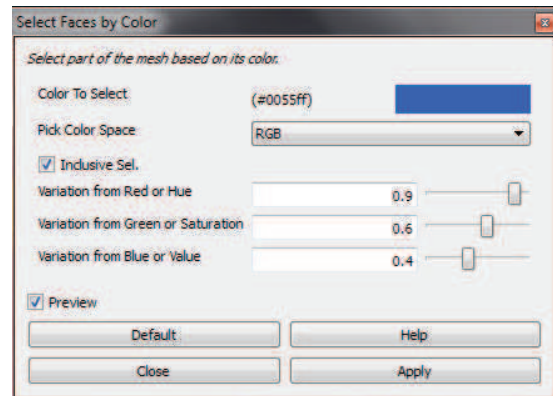 Select Faces by Color
Select part of the mesh based on its color.
Color To Select (#0055ff)
Pick Color Space RGB
Inclusive Sel.
Variation from Red or Hue 0.9
Variation from Green or Saturation 0.6
Variation from Blue or Value 0.4
Preview
Default Help
Close Apply